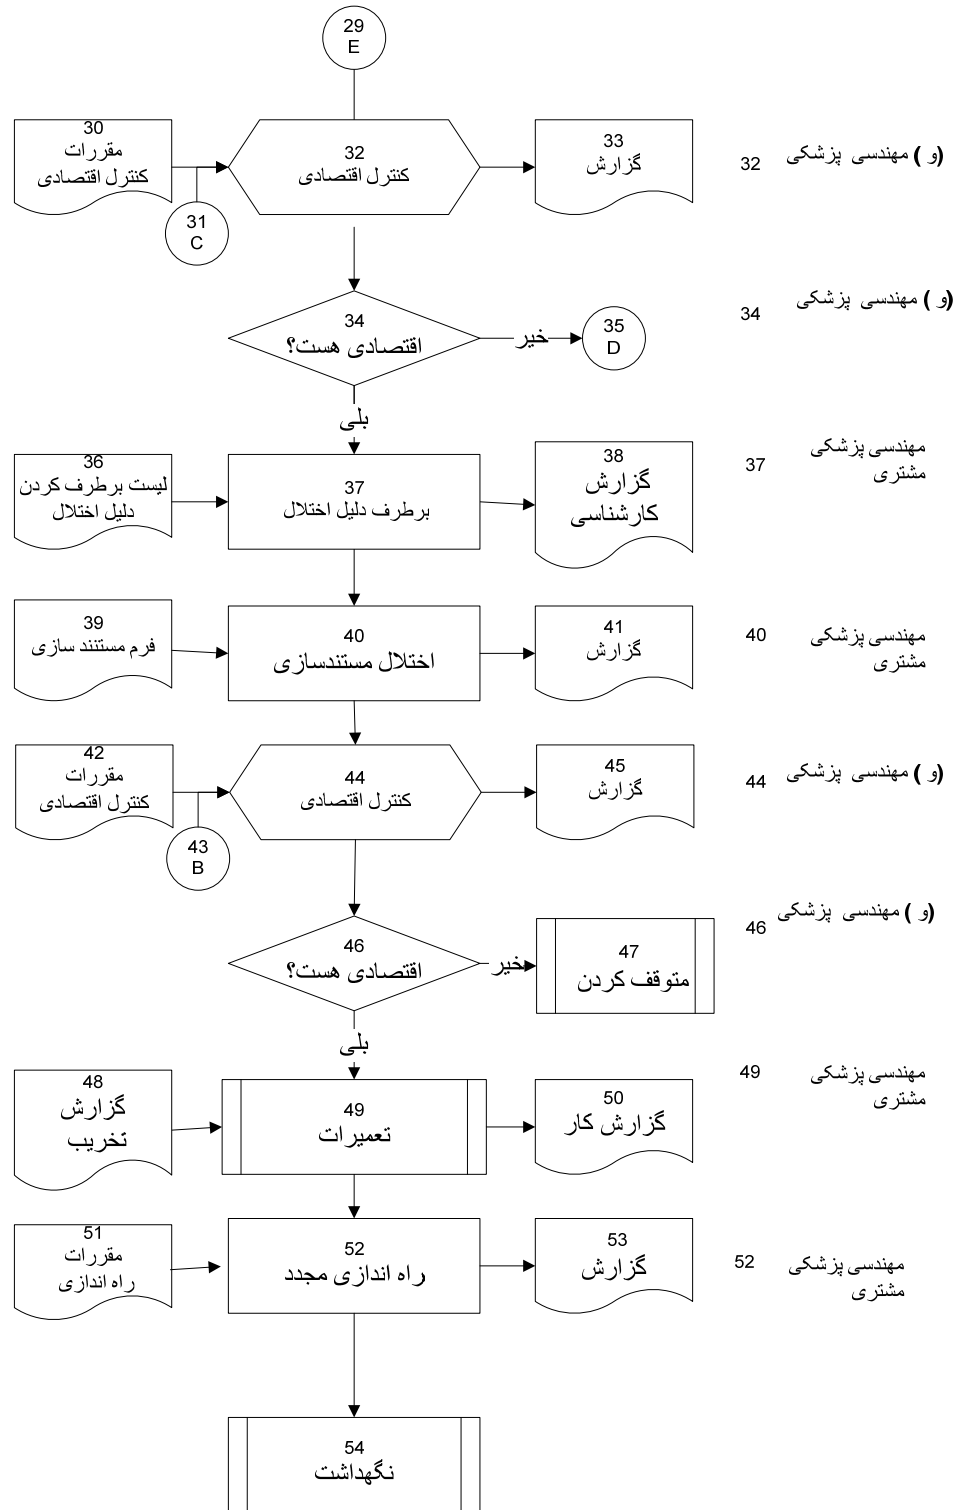 29
E
30
مقررات
کنترل اقتصادی
31
C
32
کنترل اقتصادی
33
گزارش
32
(و ) مهندسی پزشکی
34
اقتصادی هست؟
خیر
35
D
34
(و ) مهندسی پزشکی
بلی
36
لیست برطرف کردن
دلیل اختلال
37
برطرف دلیل اختلال
38
گزارش
کارشناسی
37
مهندسی پزشکی
مشتری
39
فرم مستند سازی
40
اختلال مستندسازی
41
گزارش
40
مهندسی پزشکی
مشتری
42
مقررات
کنترل اقتصادی
43
B
44
کنترل اقتصادی
45
گزارش
44
(و ) مهندسی پزشکی
46
اقتصادی هست؟
خیر
47
متوقف کردن
46
(و ) مهندسی پزشکی
بلی
48
گزارش
تخریب
49
تعمیرات
50
گزارش کار
49
مهندسی پزشکی
مشتری
51
مقررات
راه اندازی
52
راه اندازی مجدد
53
گزارش
52
مهندسی پزشکی
مشتری
54
نگهداشت